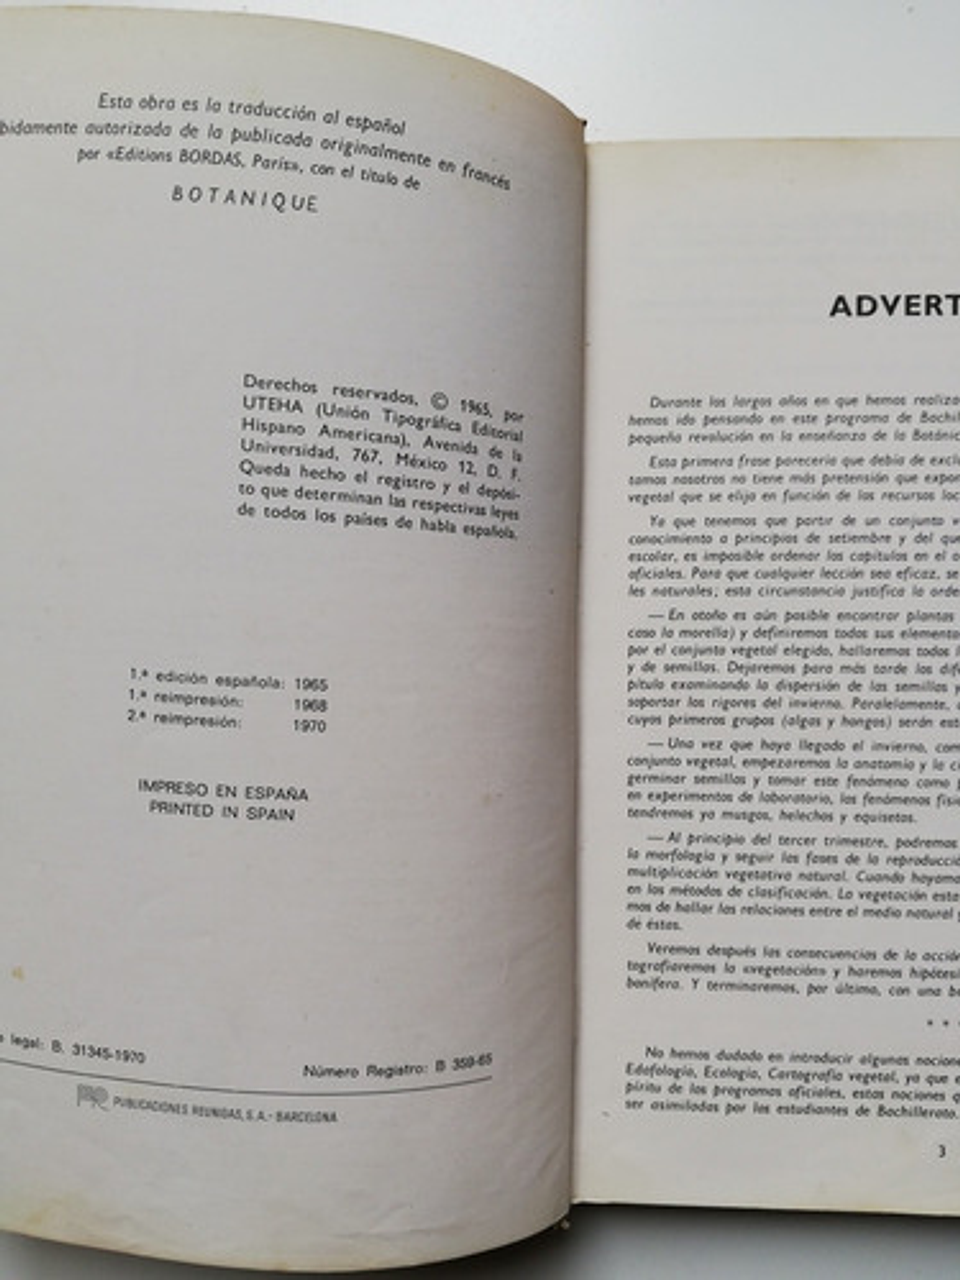 Esta obra es la traducción al español
bidamente autorizada de la publicada originalmente en francés
por «Editions BORDAS, París», con el título de
BOTANIQUE
Derechos reservados, © 1965, por
UTEHA (Unión Tipográfica Editorial
Hispano Americana), Avenida de la
Universidad, 767, México 12, D. F.
Queda hecho el registro y el depósi-
to que determinan las respectivas leyes
de todos los países de habla española.
1.ª edición española: 1965
1.ª reimpresión: 1968
2.ª reimpresión: 1970
IMPRESO EN ESPAÑA
PRINTED IN SPAIN
legal: B. 31345-1970
Número Registro: B 359-65
PUBLICACIONES REUNIDAS, S.A.- BARCELONA
ADVERT
Durante los largos años en que hemos realiza
hemos ido pensando en este programa de Bachil
pequeña revolución en la enseñanza de la Botánic
Esta primera frase parecería que debía de exclu
tamos nosotros no tiene más pretensión que expon
vegetal que se elija en función de los recursos loc
Ya que tenemos que partir de un conjunto v
conocimiento a principios de setiembre y del que
escolar, es imposible ordenar los capítulos en el o
oficiales. Para que cualquier lección sea eficaz, se
les naturales; esta circunstancia justifica la orde
— En otoño es aún posible encontrar plantas
caso la morella) y definiremos todos sus elemento
por el conjunto vegetal elegido, hallaremos todos l
y de semillas. Dejaremos para más tarde los dife
pítulo examinando la dispersión de las semillas y
soportar los rigores del invierno. Paralelamente,
cuyos primeros grupos (algas y hongos) serán est
— Una vez que haya llegado el invierno, com
conjunto vegetal, empezaremos la anatomía y la ci
germinar semillas y tomar este fenómeno como p
en experimentos de laboratorio, los fenómenos fisi
tendremos ya musgos, helechos y equisetos.
— Al principio del tercer trimestre, podremos
la morfología y seguir las fases de la reproducció
multiplicación vegetativa natural. Cuando hayamo
en los métodos de clasificación. La vegetación esta
mos de hallar las relaciones entre el medio natural y
de éstas.
Veremos después las consecuencias de la acción
tografiaremos la «vegetación» y haremos hipótesi
bonífera. Y terminaremos, por último, con una b
* *
No hemos dudado en introducir algunas nocione
Edafología, Ecología, Cartografía vegetal, ya que e
píritu de los programas oficiales, estas nociones q
ser asimiladas por los estudiantes de Bachillerato.
3